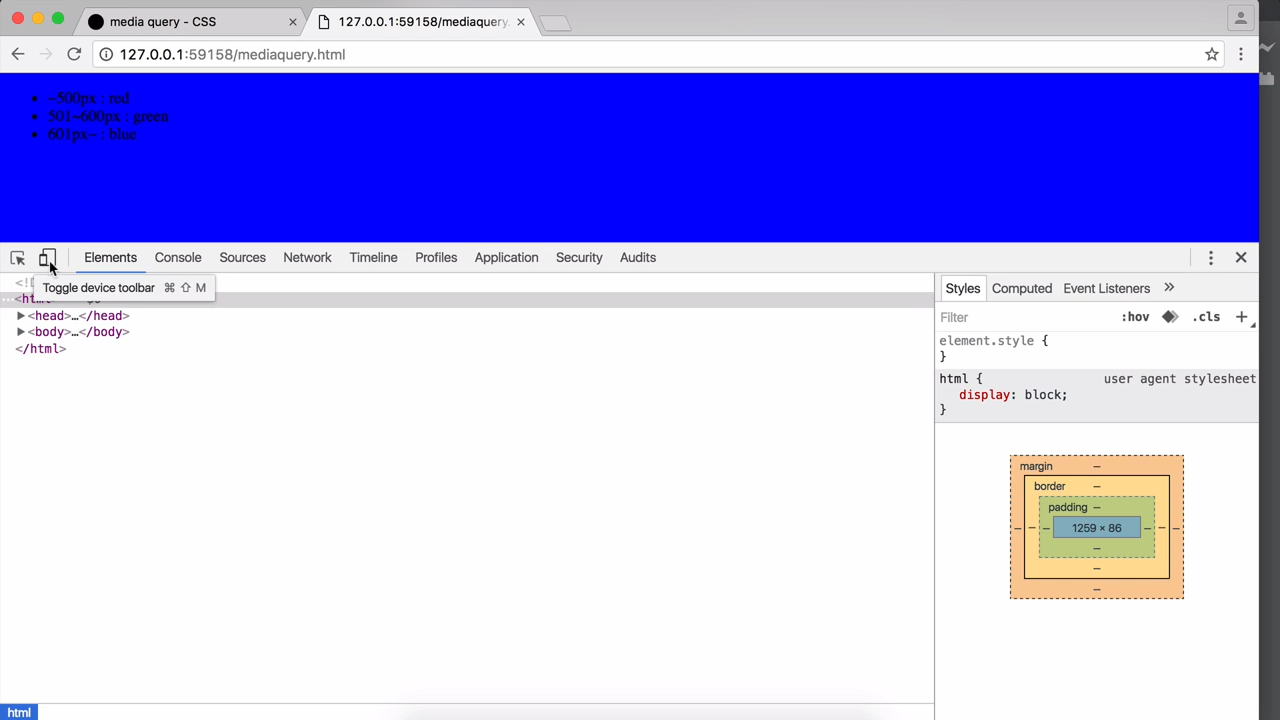 media query - CSS
127.0.0.1:59158/mediaquery.
127.0.0.1:59158/mediaquery.html
~500px : red
501~600px : green
601px~ : blue
Elements Console Sources Network Timeline Profiles Application Security Audits
Toggle device toolbar ⌘ ⇧ M
<head>…</head>
<body>…</body>
</html>
html
Styles Computed Event Listeners »
Filter :hov .cls +
element.style {
}
html { user agent stylesheet
display: block;
}
margin –
border –
padding –
– – – 1259 × 86 – – –
–
–
–